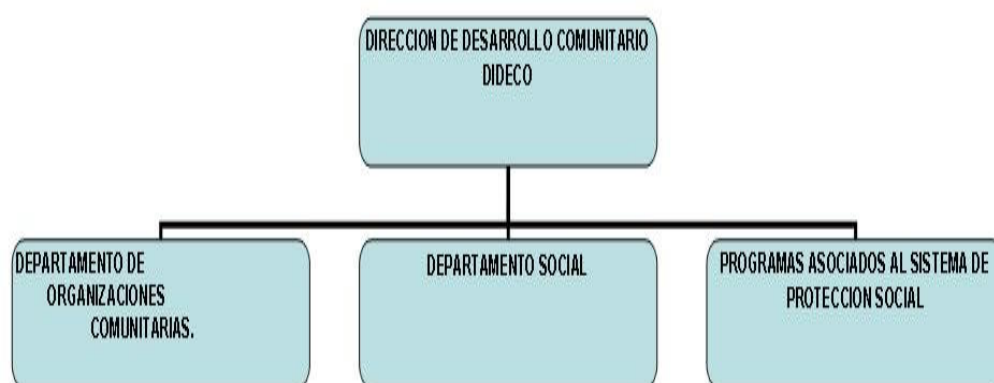 DIRECCION DE DESARROLLO COMUNITARIO
DIDECO
DEPARTAMENTO DE
ORGANIZACIONES
COMUNITARIAS.
DEPARTAMENTO SOCIAL
PROGRAMAS ASOCIADOS AL SISTEMA DE
PROTECCION SOCIAL